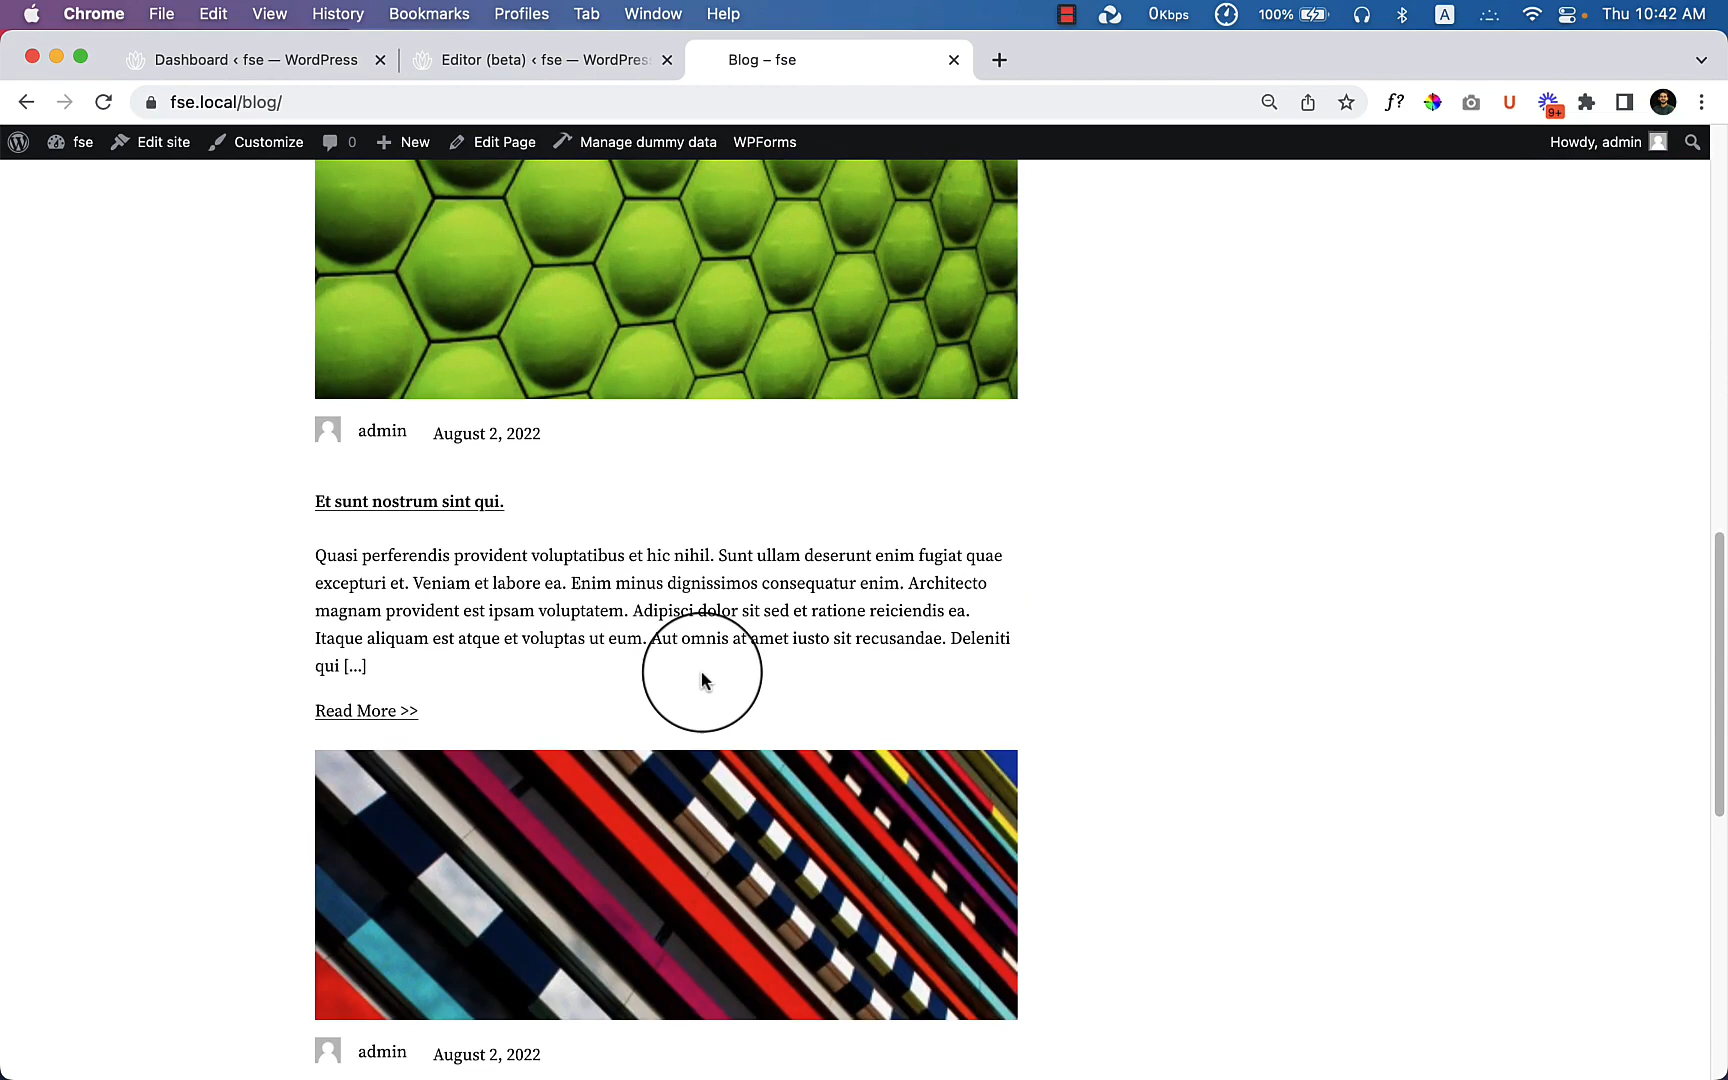 Chrome File Edit View History Bookmarks Profiles Tab Window Help 0Kbps 100% A Thu 10:42 AM
Dashboard ‹ fse — WordPress Editor (beta) ‹ fse — WordPres Blog – fse
fse.local/blog/ f? U 9+
fse Edit site Customize 0 New Edit Page Manage dummy data WPForms Howdy, admin
admin August 2, 2022
Et sunt nostrum sint qui.
Quasi perferendis provident voluptatibus et hic nihil. Sunt ullam deserunt enim fugiat quae
excepturi et. Veniam et labore ea. Enim minus dignissimos consequatur enim. Architecto
magnam provident est ipsam voluptatem. Adipisci dolor sit sed et ratione reiciendis ea.
Itaque aliquam est atque et voluptas ut eum. Aut omnis at amet iusto sit recusandae. Deleniti
qui […]
Read More >>
admin August 2, 2022